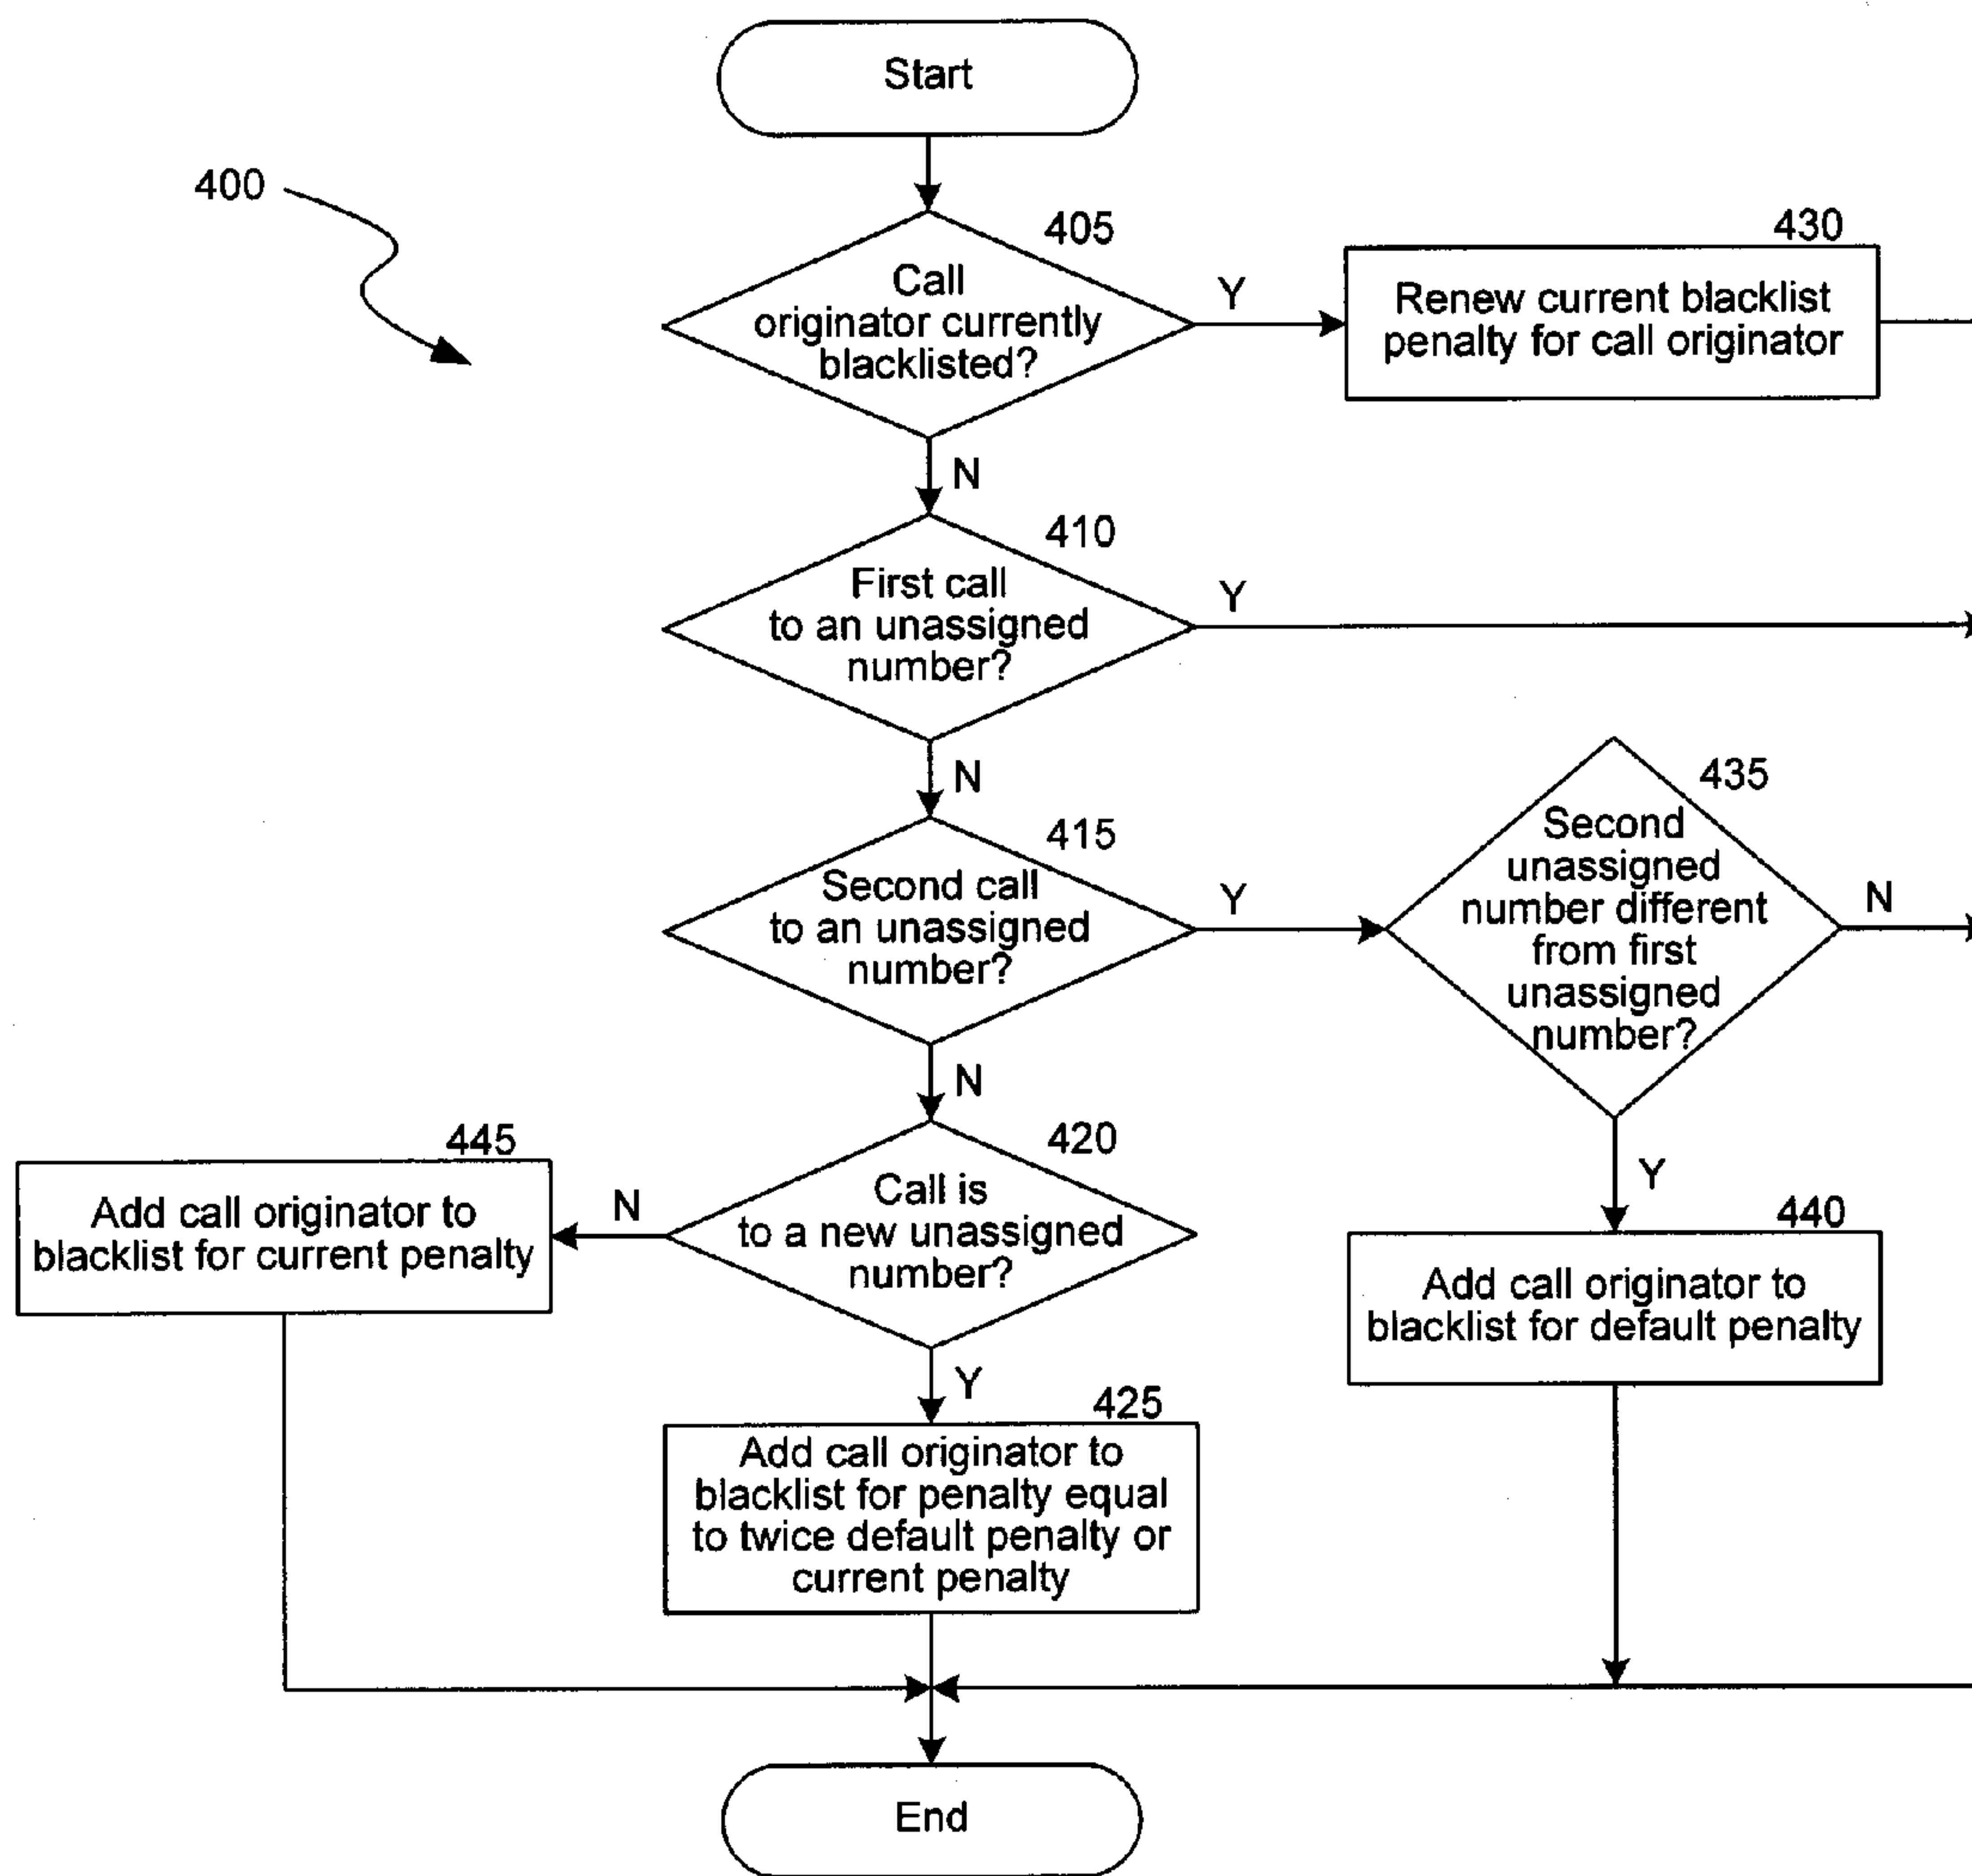 Start
400
405
Call
originator currently
blacklisted?
Y
430
Renew current blacklist
penalty for call originator
N
410
First call
to an unassigned
number?
Y
N
415
Second call
to an unassigned
number?
Y
435
Second
unassigned
number different
from first
unassigned
number?
N
N
420
Call is
to a new unassigned
number?
N
445
Add call originator to
blacklist for current penalty
Y
440
Add call originator to
blacklist for default penalty
Y
425
Add call originator to
blacklist for penalty equal
to twice default penalty or
current penalty
End